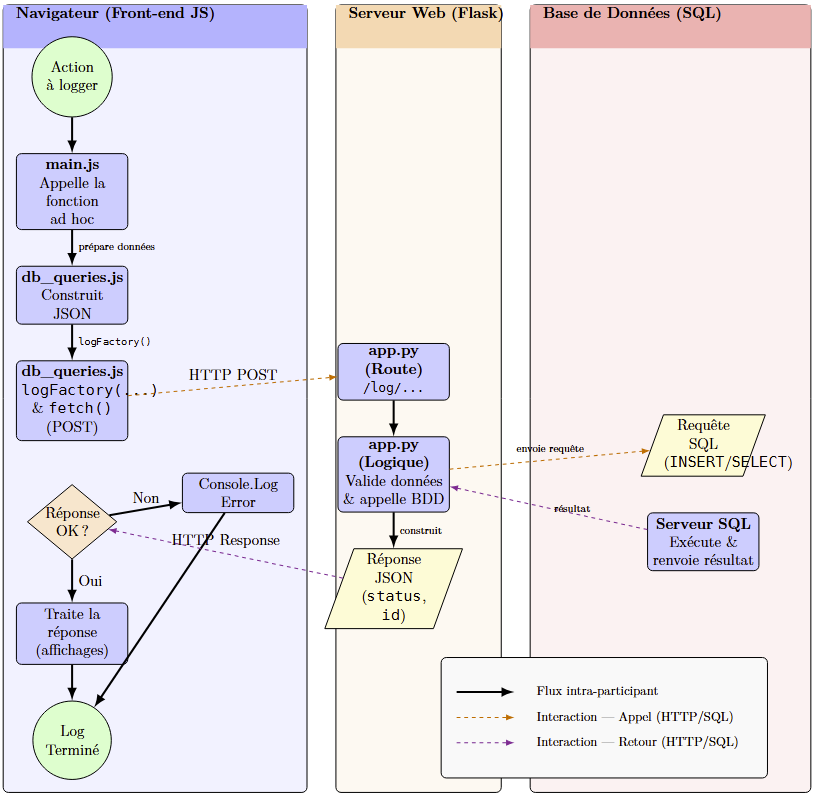 Navigateur (Front-end JS)
Action
à logger
main.js
Appelle la
fonction
ad hoc
prépare données
db_queries.js
Construit
JSON
logFactory()
db_queries.js
logFactory(...)
& fetch()
(POST)
HTTP POST
Réponse
OK ?
Non
Console.Log
Error
HTTP Response
Oui
Traite la
réponse
(affichages)
Log
Terminé
Serveur Web (Flask)
app.py
(Route)
/log/...
app.py
(Logique)
Valide données
& appelle BDD
construit
Réponse
JSON
(status,
id)
envoie requête
résultat
Base de Données (SQL)
Requête
SQL
(INSERT/SELECT)
Serveur SQL
Exécute &
renvoie résultat
Flux intra-participant
Interaction — Appel (HTTP/SQL)
Interaction — Retour (HTTP/SQL)